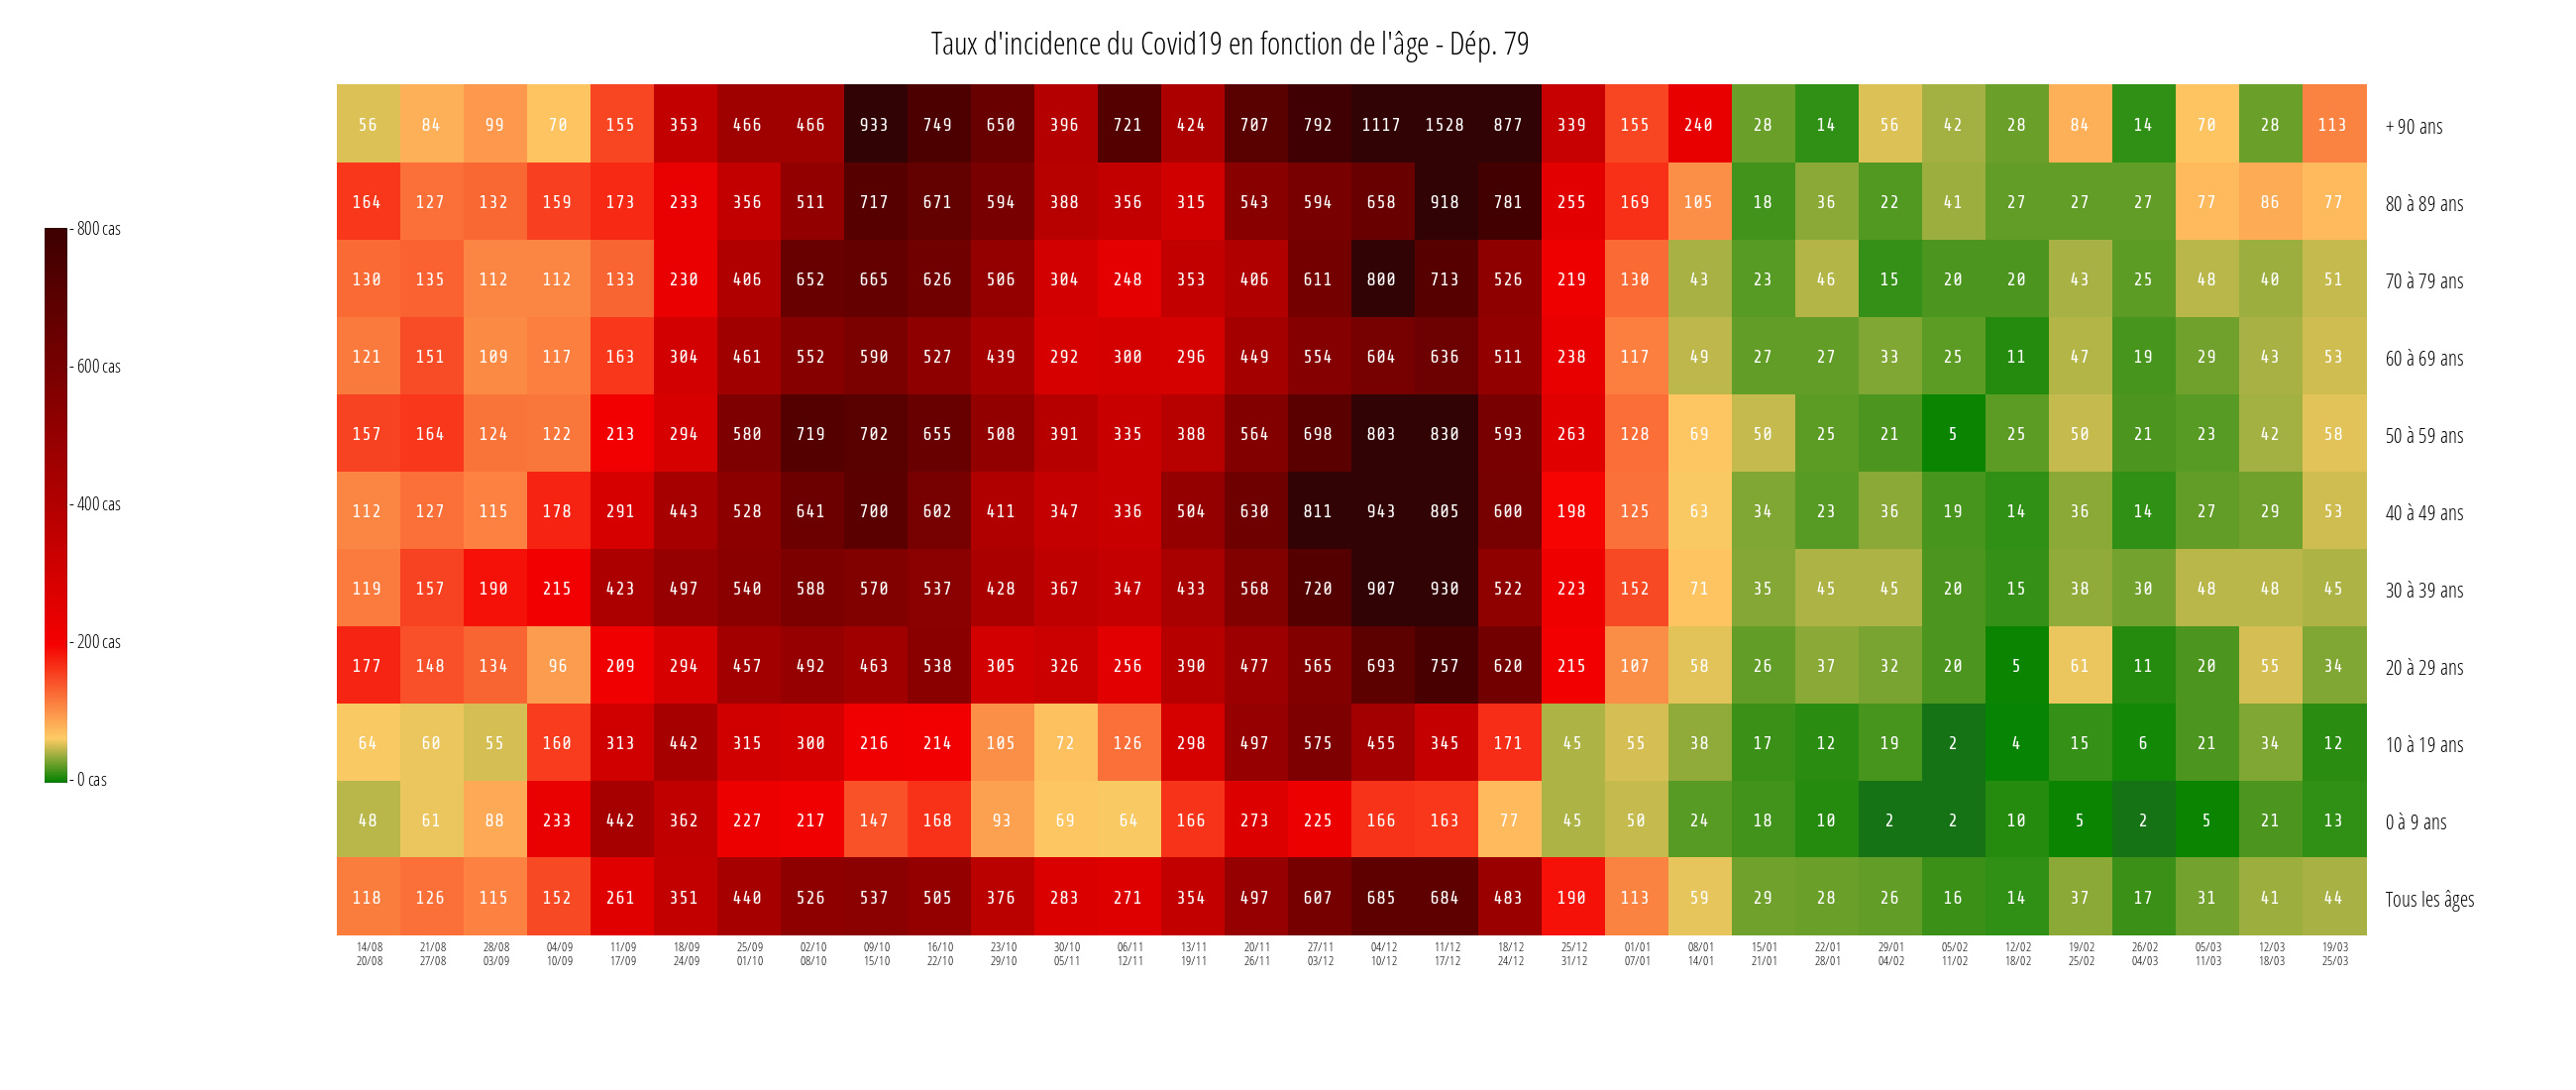 Taux d'incidence du Covid19 en fonction de l'âge - Dép. 79
- 800 cas
- 600 cas
- 400 cas
- 200 cas
- 0 cas
56 84 99 70 155 353 466 466 933 749 650 396 721 424 707 792 1117 1528 877 339 155 240 28 14 56 42 28 84 14 70 28 113 + 90 ans
164 127 132 159 173 233 356 511 717 671 594 388 356 315 543 594 658 918 781 255 169 105 18 36 22 41 27 27 27 77 86 77 80 à 89 ans
130 135 112 112 133 230 406 652 665 626 506 304 248 353 406 611 800 713 526 219 130 43 23 46 15 20 20 43 25 48 40 51 70 à 79 ans
121 151 109 117 163 304 461 552 590 527 439 292 300 296 449 554 604 636 511 238 117 49 27 27 33 25 11 47 19 29 43 53 60 à 69 ans
157 164 124 122 213 294 580 719 702 655 508 391 335 388 564 698 803 830 593 263 128 69 50 25 21 5 25 50 21 23 42 58 50 à 59 ans
112 127 115 178 291 443 528 641 700 602 411 347 336 504 630 811 943 805 600 198 125 63 34 23 36 19 14 36 14 27 29 53 40 à 49 ans
119 157 190 215 423 497 540 588 570 537 428 367 347 433 568 720 907 930 522 223 152 71 35 45 45 20 15 38 30 48 48 45 30 à 39 ans
177 148 134 96 209 294 457 492 463 538 305 326 256 390 477 565 693 757 620 215 107 58 26 37 32 20 5 61 11 20 55 34 20 à 29 ans
64 60 55 160 313 442 315 300 216 214 105 72 126 298 497 575 455 345 171 45 55 38 17 12 19 2 4 15 6 21 34 12 10 à 19 ans
48 61 88 233 442 362 227 217 147 168 93 69 64 166 273 225 166 163 77 45 50 24 18 10 2 2 10 5 2 5 21 13 0 à 9 ans
118 126 115 152 261 351 440 526 537 505 376 283 271 354 497 607 685 684 483 190 113 59 29 28 26 16 14 37 17 31 41 44 Tous les âges
14/08 21/08 28/08 04/09 11/09 18/09 25/09 02/10 09/10 16/10 23/10 30/10 06/11 13/11 20/11 27/11 04/12 11/12 18/12 25/12 01/01 08/01 15/01 22/01 29/01 05/02 12/02 19/02 26/02 05/03 12/03 19/03
20/08 27/08 03/09 10/09 17/09 24/09 01/10 08/10 15/10 22/10 29/10 05/11 12/11 19/11 26/11 03/12 10/12 17/12 24/12 31/12 07/01 14/01 21/01 28/01 04/02 11/02 18/02 25/02 04/03 11/03 18/03 25/03